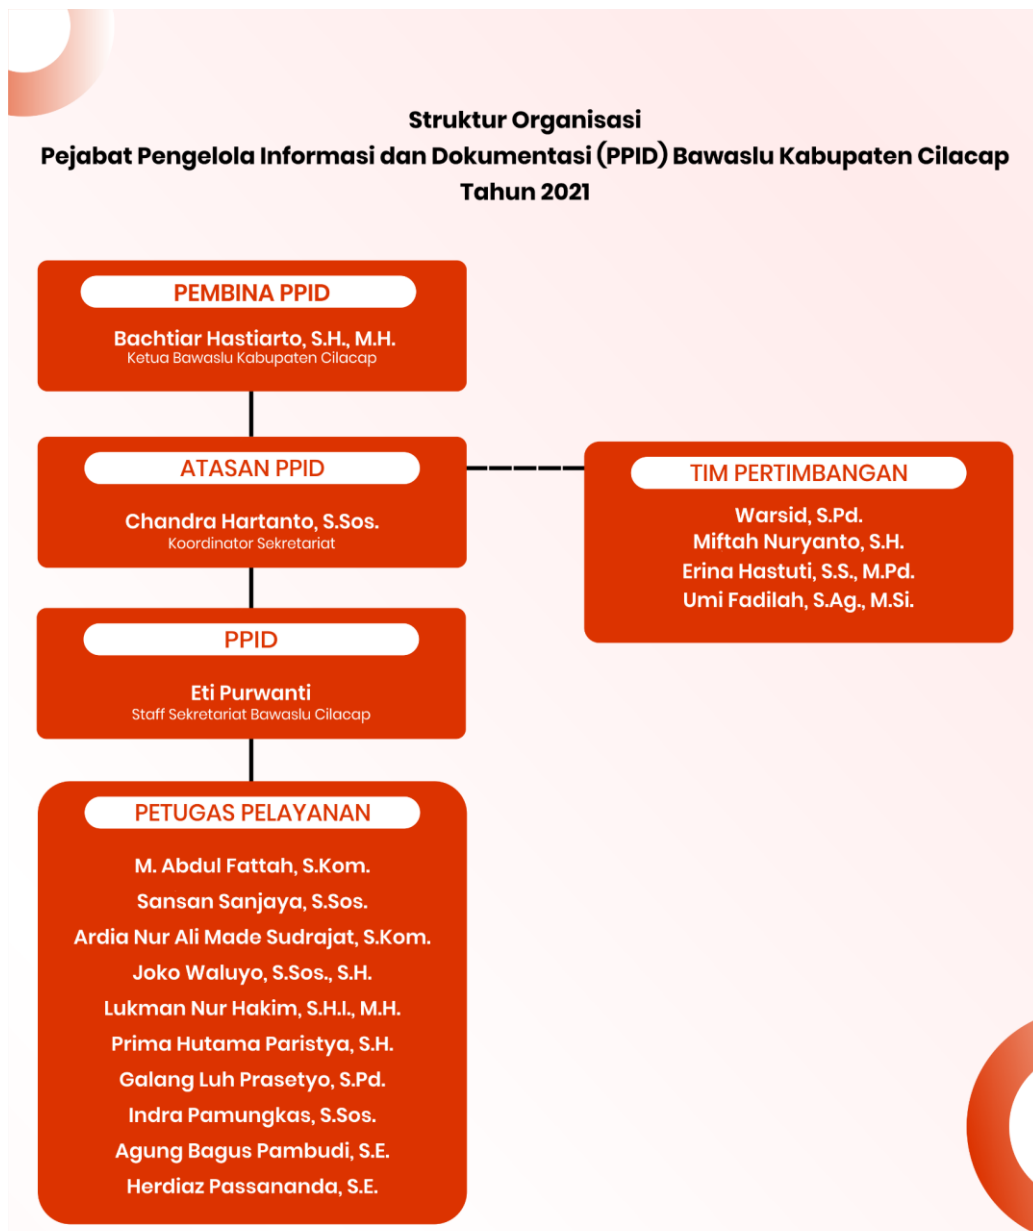 Struktur Organisasi
Pejabat Pengelola Informasi dan Dokumentasi (PPID) Bawaslu Kabupaten Cilacap
Tahun 2021
PEMBINA PPID
Bachtiar Hastiarto, S.H., M.H.
Ketua Bawaslu Kabupaten Cilacap
ATASAN PPID
Chandra Hartanto, S.Sos.
Koordinator Sekretariat
TIM PERTIMBANGAN
Warsid, S.Pd.
Miftah Nuryanto, S.H.
Erina Hastuti, S.S., M.Pd.
Umi Fadilah, S.Ag., M.Si.
PPID
Eti Purwanti
Staff Sekretariat Bawaslu Cilacap
PETUGAS PELAYANAN
M. Abdul Fattah, S.Kom.
Sansan Sanjaya, S.Sos.
Ardia Nur Ali Made Sudrajat, S.Kom.
Joko Waluyo, S.Sos., S.H.
Lukman Nur Hakim, S.H.I., M.H.
Prima Hutama Paristya, S.H.
Galang Luh Prasetyo, S.Pd.
Indra Pamungkas, S.Sos.
Agung Bagus Pambudi, S.E.
Herdiaz Passananda, S.E.